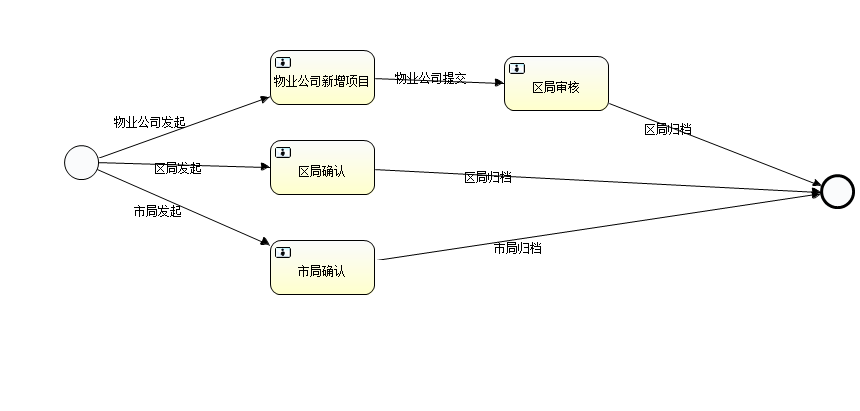 物业公司新增项目
物业公司提交
区局审核
物业公司发起
区局归档
区局发起
区局确认
区局归档
市局发起
市局归档
市局确认